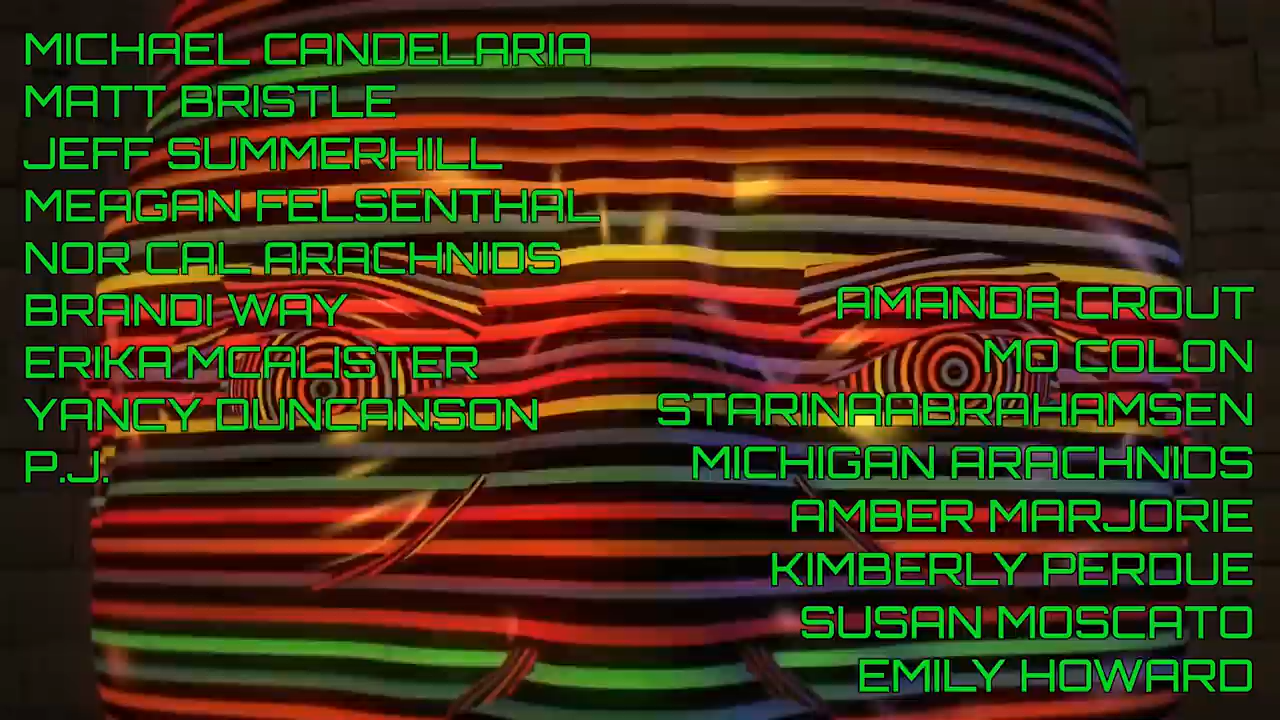 MICHAEL CANDELARIA
MATT BRISTLE
JEFF SUMMERHILL
MEAGAN FELSENTHAL
NOR CAL ARACHNIDS
BRANDI WAY
ERIKA MCALISTER
YANCY DUNCANSON
P.J.
AMANDA CROUT
MO COLON
STARINAABRAHAMSEN
MICHIGAN ARACHNIDS
AMBER MARJORIE
KIMBERLY PERDUE
SUSAN MOSCATO
EMILY HOWARD